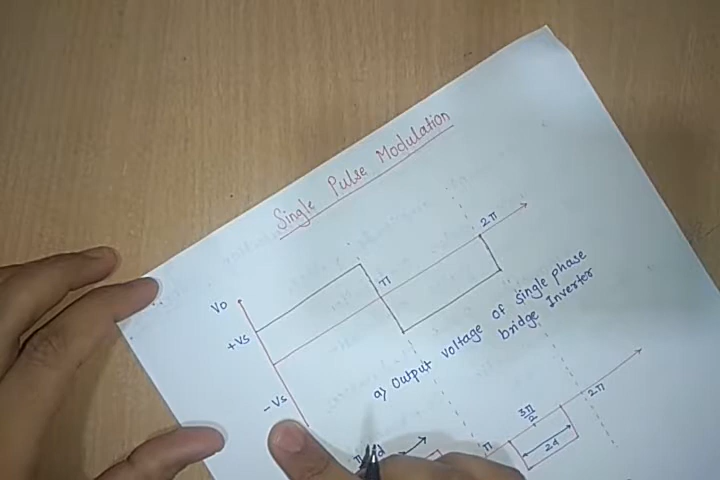 Single Pulse Modulation
Vo
+Vs
π
2π
-Vs
a) Output voltage of single phase
bridge Inverter
π
3π/2
2d
2π